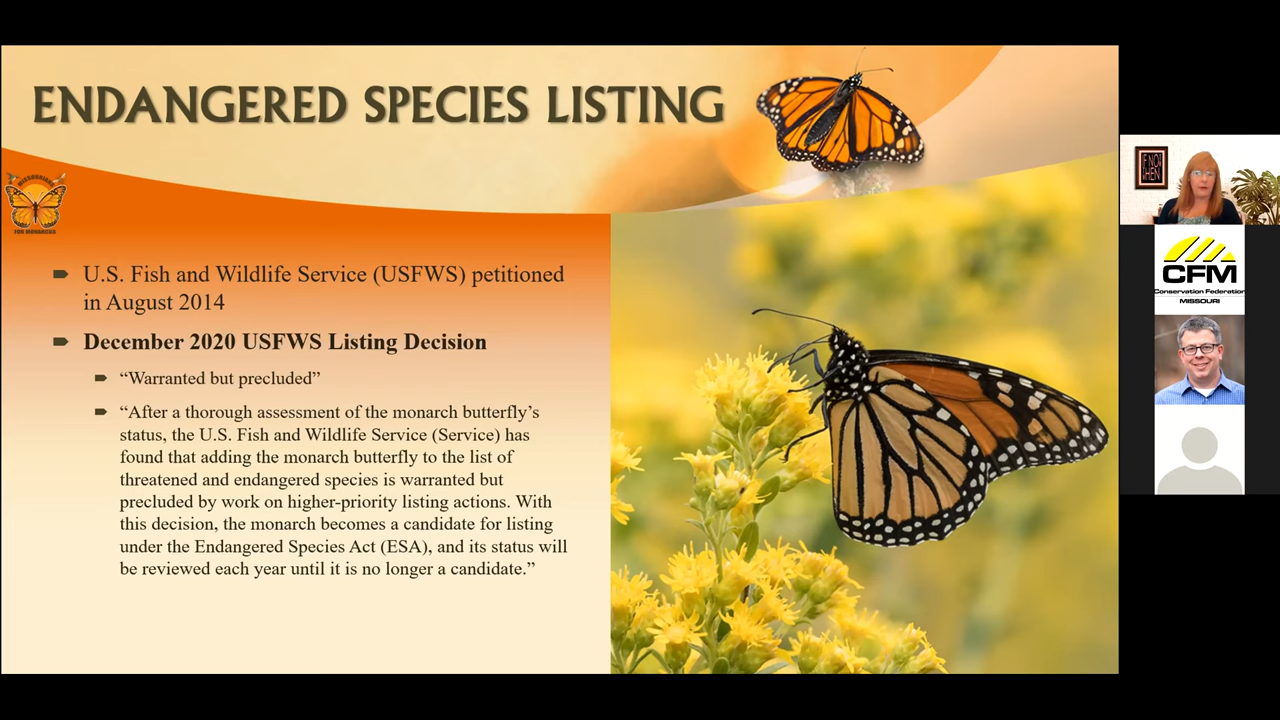 ENDANGERED SPECIES LISTING
MISSOURIANS
FOR MONARCHS
U.S. Fish and Wildlife Service (USFWS) petitioned
in August 2014
December 2020 USFWS Listing Decision
“Warranted but precluded”
“After a thorough assessment of the monarch butterfly’s
status, the U.S. Fish and Wildlife Service (Service) has
found that adding the monarch butterfly to the list of
threatened and endangered species is warranted but
precluded by work on higher-priority listing actions. With
this decision, the monarch becomes a candidate for listing
under the Endangered Species Act (ESA), and its status will
be reviewed each year until it is no longer a candidate.”
CFM
Conservation Federation
MISSOURI